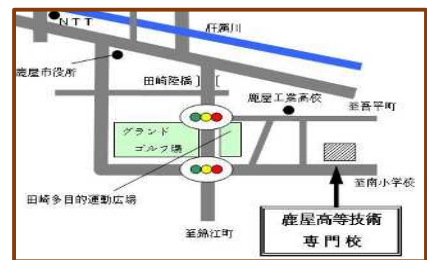 NTT
肝属川
鹿屋市役所
田崎陸橋
鹿屋工業高校
至吾平町
グランド
ゴルフ場
至南小学校
田崎多目的運動広場
鹿屋高等技術
専門校
至錦江町